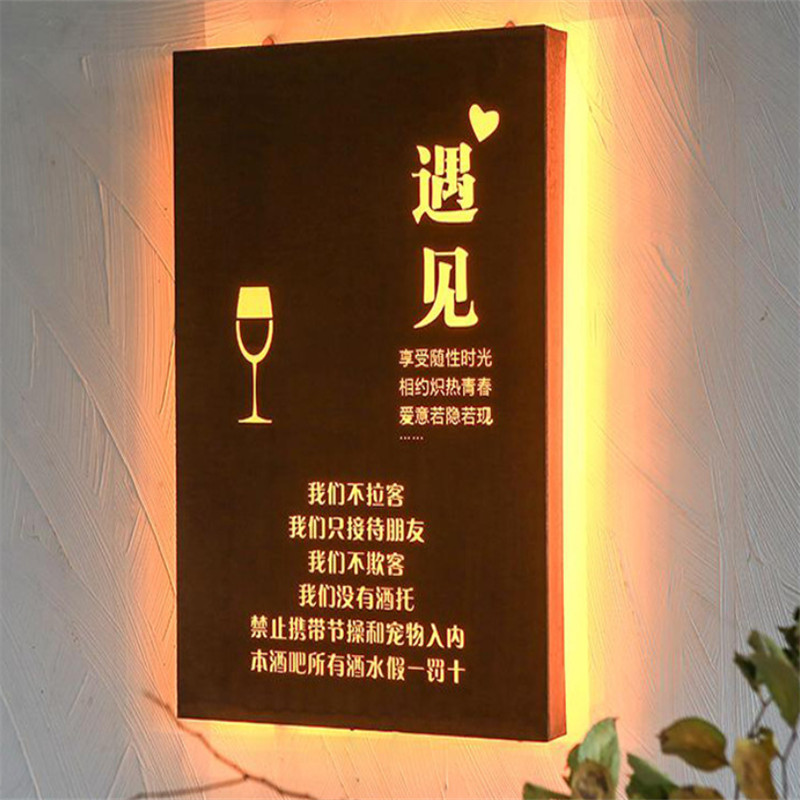 遇见
享受随性时光
相约炽热青春
爱意若隐若现
……
我们不拉客
我们只接待朋友
我们不欺客
我们没有酒托
禁止携带节操和宠物入内
本酒吧所有酒水假一罚十